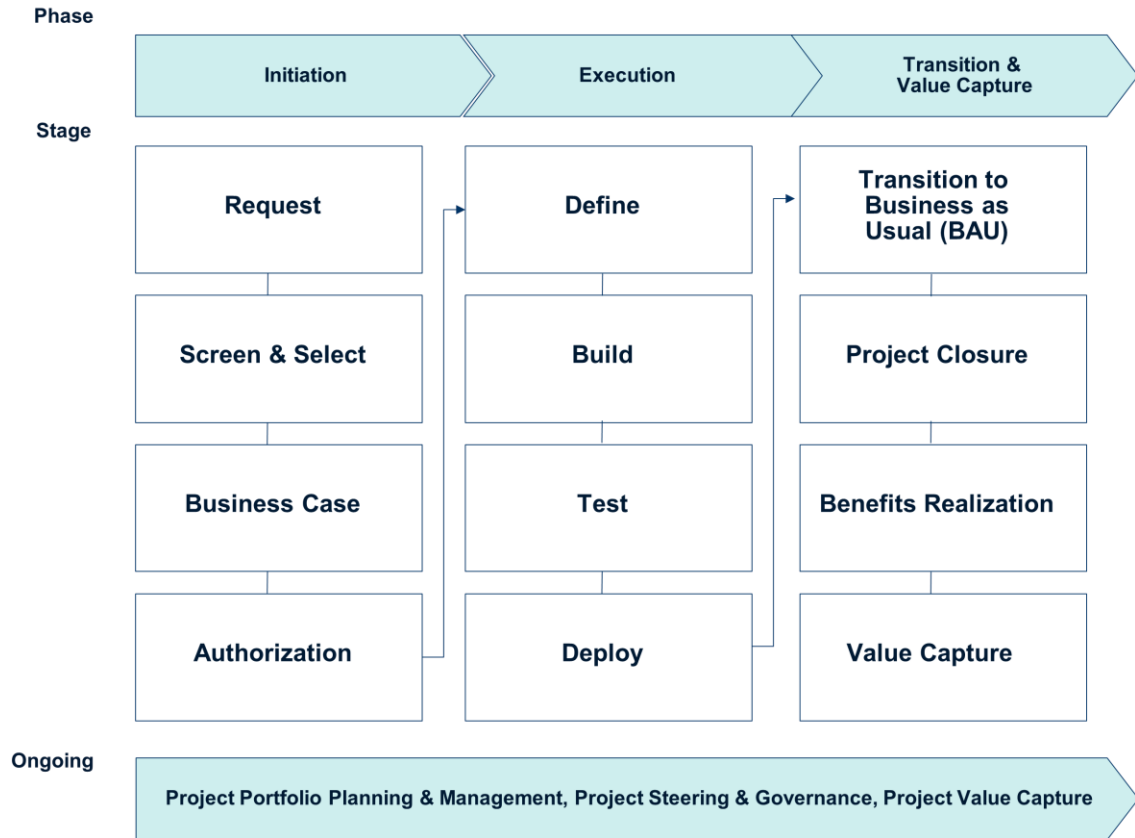 Phase
Initiation
Execution
Transition &
Value Capture
Stage
Request
Define
Transition to
Business as
Usual (BAU)
Screen & Select
Build
Project Closure
Business Case
Test
Benefits Realization
Authorization
Deploy
Value Capture
Ongoing
Project Portfolio Planning & Management, Project Steering & Governance, Project Value Capture